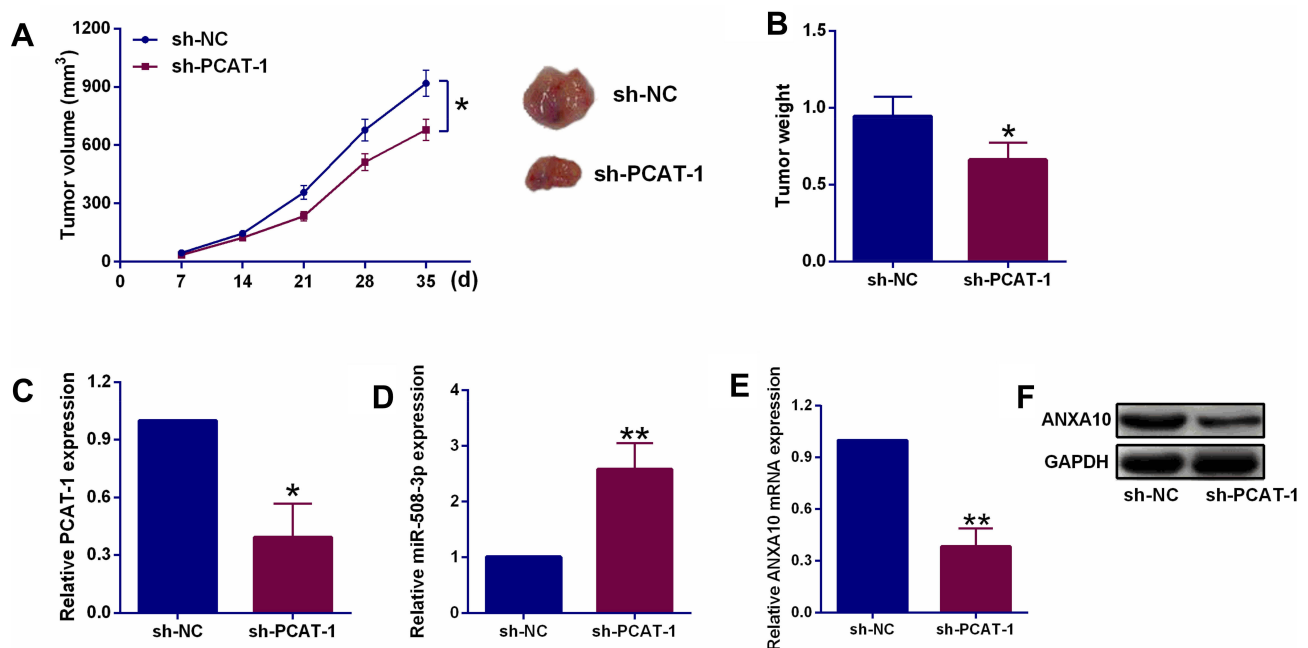 A
sh-NC
sh-PCAT-1
Tumor volume (mm³)
1200
900
600
300
0
0 7 14 21 28 35 (d)
*
sh-NC
sh-PCAT-1
B
Tumor weight
1.5
1.0
0.5
0.0
*
sh-NC sh-PCAT-1
C
Relative PCAT-1 expression
1.2
0.9
0.6
0.3
0.0
*
sh-NC sh-PCAT-1
D
Relative miR-508-3p expression
4
3
2
1
0
**
sh-NC sh-PCAT-1
E
Relative ANXA10 mRNA expression
1.2
0.9
0.6
0.3
0.0
**
sh-NC sh-PCAT-1
F
ANXA10
GAPDH
sh-NC sh-PCAT-1